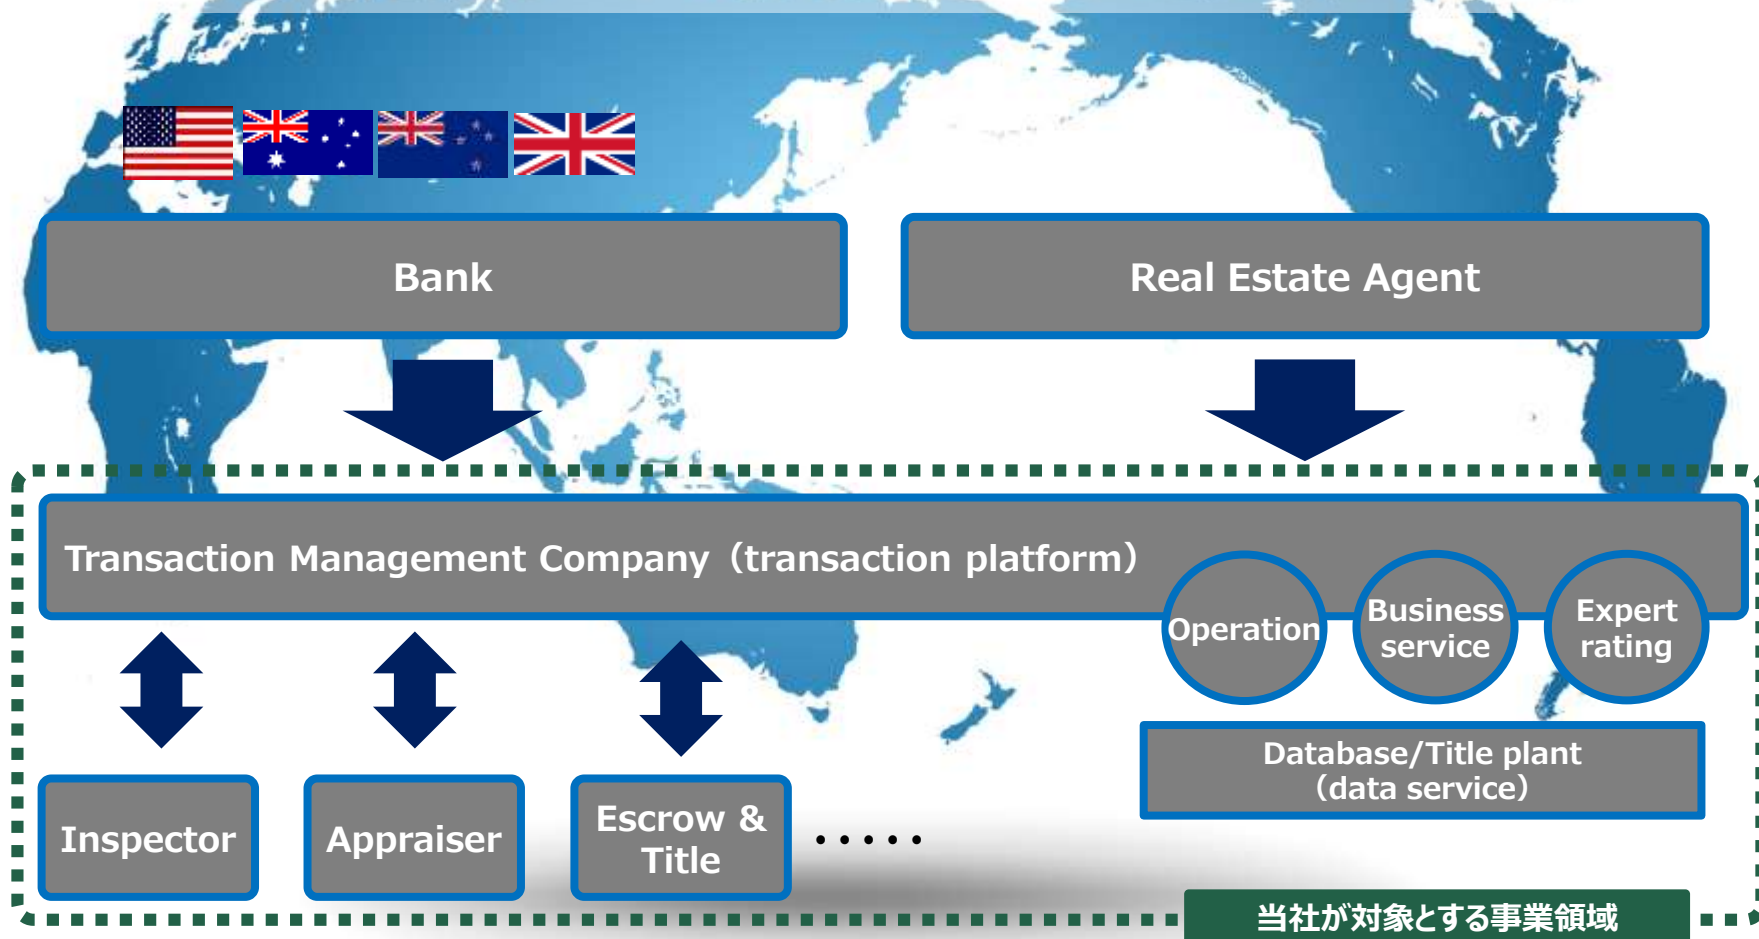 Bank
Real Estate Agent
Transaction Management Company（transaction platform）
Operation
Business
service
Expert
rating
Database/Title plant
（data service）
Inspector
Appraiser
Escrow &
Title
・・・・・
当社が対象とする事業領域